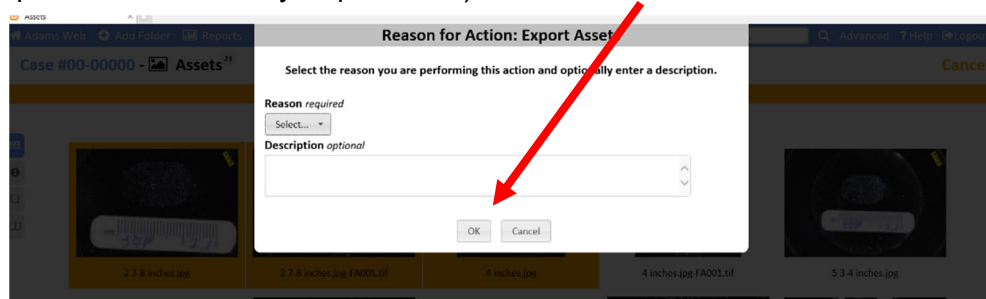 Assets
Adams Web Add Folder Reports Reason for Action: Export Assets Advanced ? Help Logout
Case #00-00000 - Assets
Cancel
Select the reason you are performing this action and optionally enter a description.
Reason required
Select...
Description optional
OK Cancel
2 7-8 inches.jpg 2 7-8 inches.jpg-FA001.tif 4 inches.jpg 4 inches.jpg-FA001.tif 5 3-4 inches.jpg